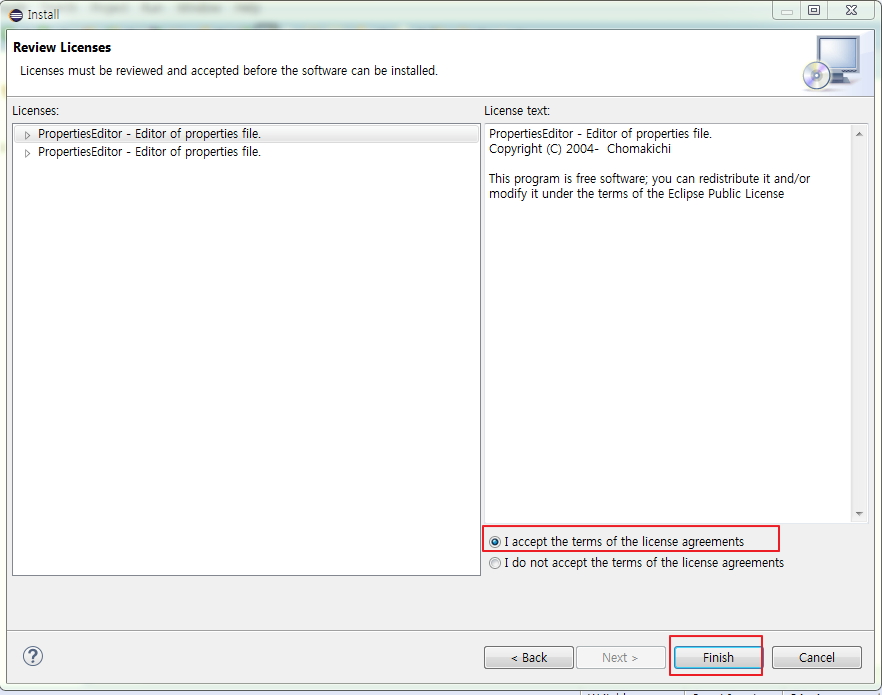 Install
Review Licenses
Licenses must be reviewed and accepted before the software can be installed.
Licenses:
PropertiesEditor - Editor of properties file.
PropertiesEditor - Editor of properties file.
License text:
PropertiesEditor - Editor of properties file.
Copyright (C) 2004-  Chomakichi
This program is free software; you can redistribute it and/or
modify it under the terms of the Eclipse Public License
I accept the terms of the license agreements
I do not accept the terms of the license agreements
?
< Back
Next >
Finish
Cancel